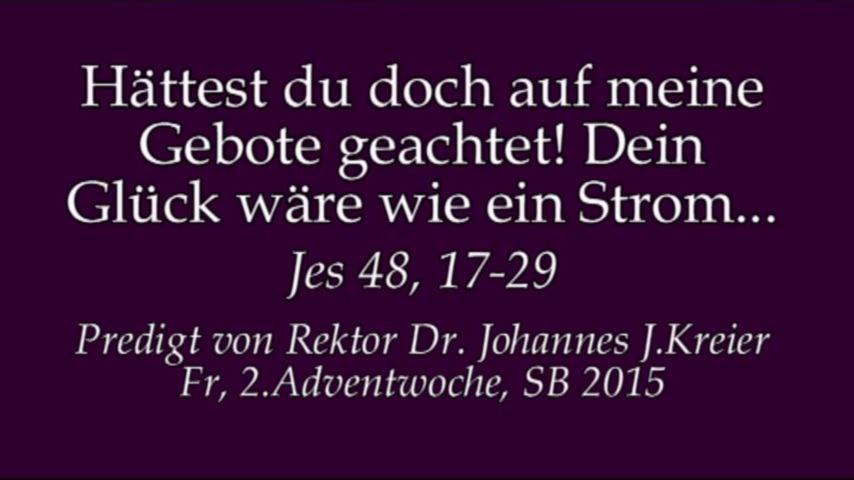 Hättest du doch auf meine
Gebote geachtet! Dein
Glück wäre wie ein Strom...
Jes 48, 17-29
Predigt von Rektor Dr. Johannes J.Kreier
Fr, 2.Adventwoche, SB 2015